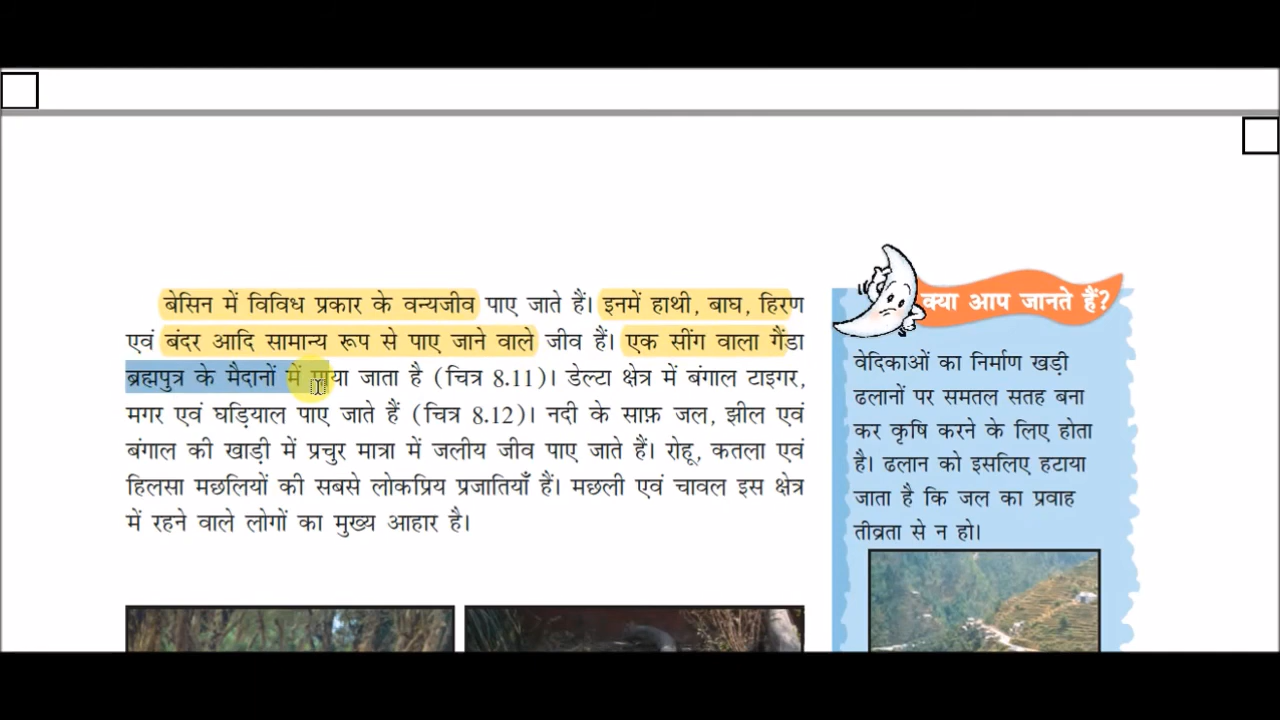 बेसिन में विविध प्रकार के वन्यजीव पाए जाते हैं। इनमें हाथी, बाघ, हिरण
एवं बंदर आदि सामान्य रूप से पाए जाने वाले जीव हैं। एक सींग वाला गैंडा
ब्रह्मपुत्र के मैदानों में पाया जाता है (चित्र 8.11)। डेल्टा क्षेत्र में बंगाल टाइगर,
मगर एवं घड़ियाल पाए जाते हैं (चित्र 8.12)। नदी के साफ़ जल, झील एवं
बंगाल की खाड़ी में प्रचुर मात्रा में जलीय जीव पाए जाते हैं। रोहू, कतला एवं
हिलसा मछलियों की सबसे लोकप्रिय प्रजातियाँ हैं। मछली एवं चावल इस क्षेत्र
में रहने वाले लोगों का मुख्य आहार है।
क्या आप जानते हैं?
वेदिकाओं का निर्माण खड़ी
ढलानों पर समतल सतह बना
कर कृषि करने के लिए होता
है। ढलान को इसलिए हटाया
जाता है कि जल का प्रवाह
तीव्रता से न हो।